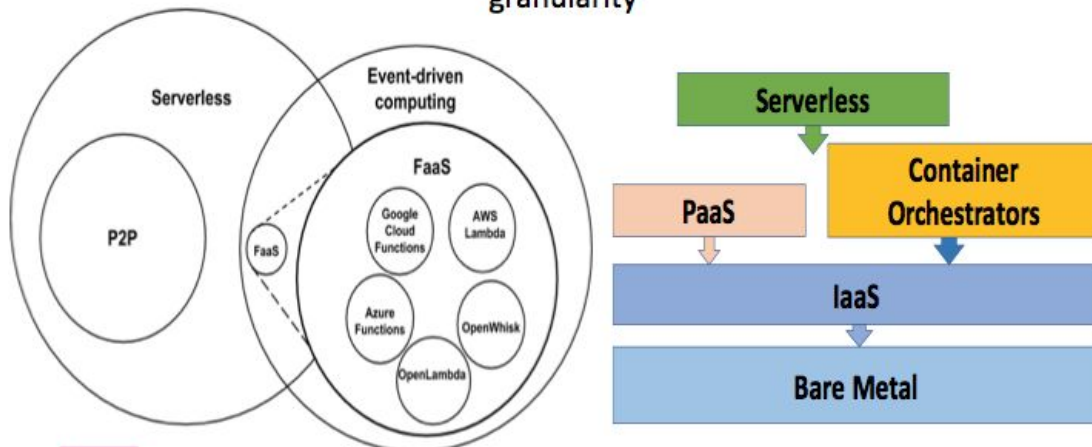 granularity
Serverless
P2P
Event-driven
computing
FaaS
FaaS
Google
Cloud
Functions
AWS
Lambda
Azure
Functions
OpenWhisk
OpenLambda
Serverless
PaaS
Container
Orchestrators
IaaS
Bare Metal